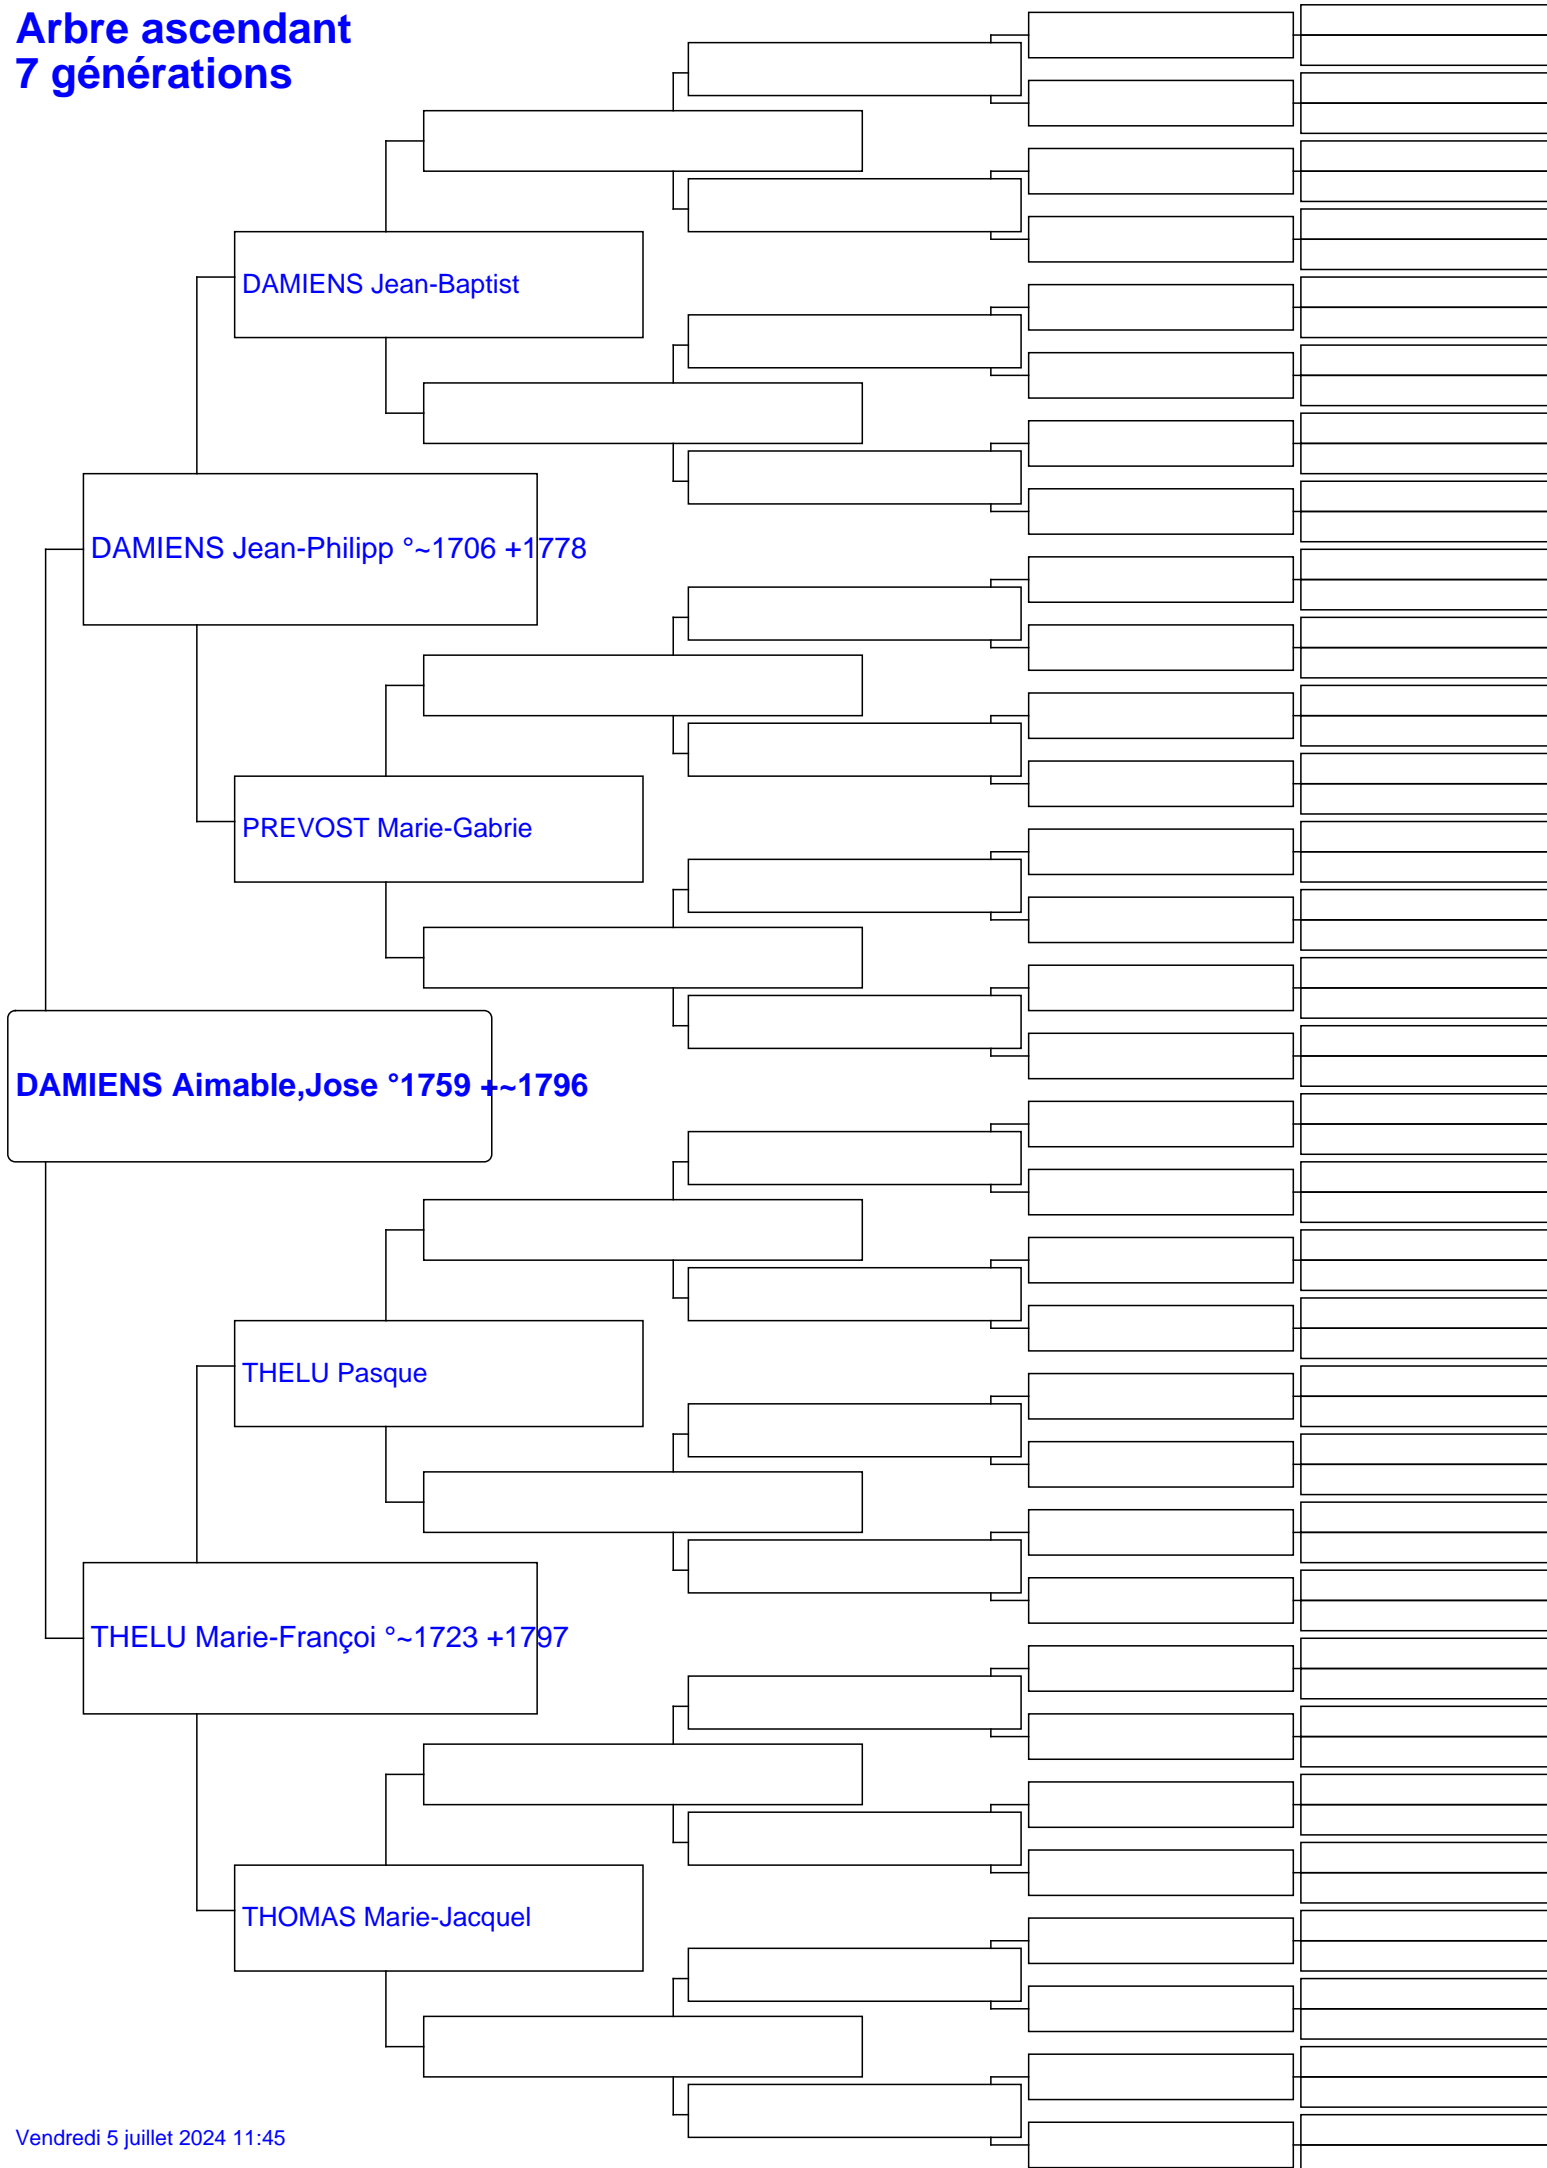 Arbre ascendant
7 générations
DAMIENS Jean-Baptist
DAMIENS Jean-Philipp °~1706 +1778
PREVOST Marie-Gabrie
DAMIENS Aimable,Jose °1759 +~1796
THELU Pasque
THELU Marie-Françoi °~1723 +1797
THOMAS Marie-Jacquel
Vendredi 5 juillet 2024 11:45